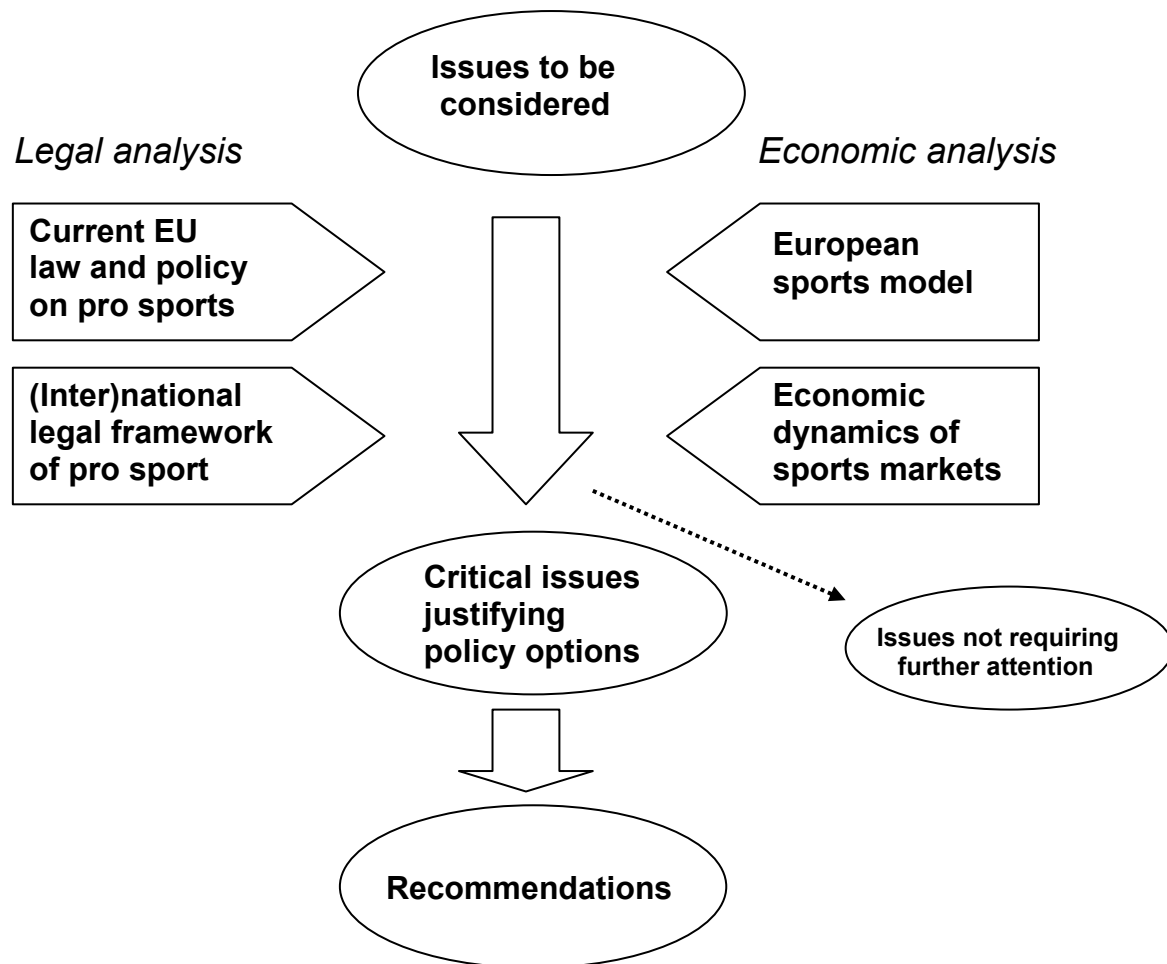 Issues to be
considered
Legal analysis
Economic analysis
Current EU
law and policy
on pro sports
European
sports model
(Inter)national
legal framework
of pro sport
Economic
dynamics of
sports markets
Critical issues
justifying
policy options
Issues not requiring
further attention
Recommendations